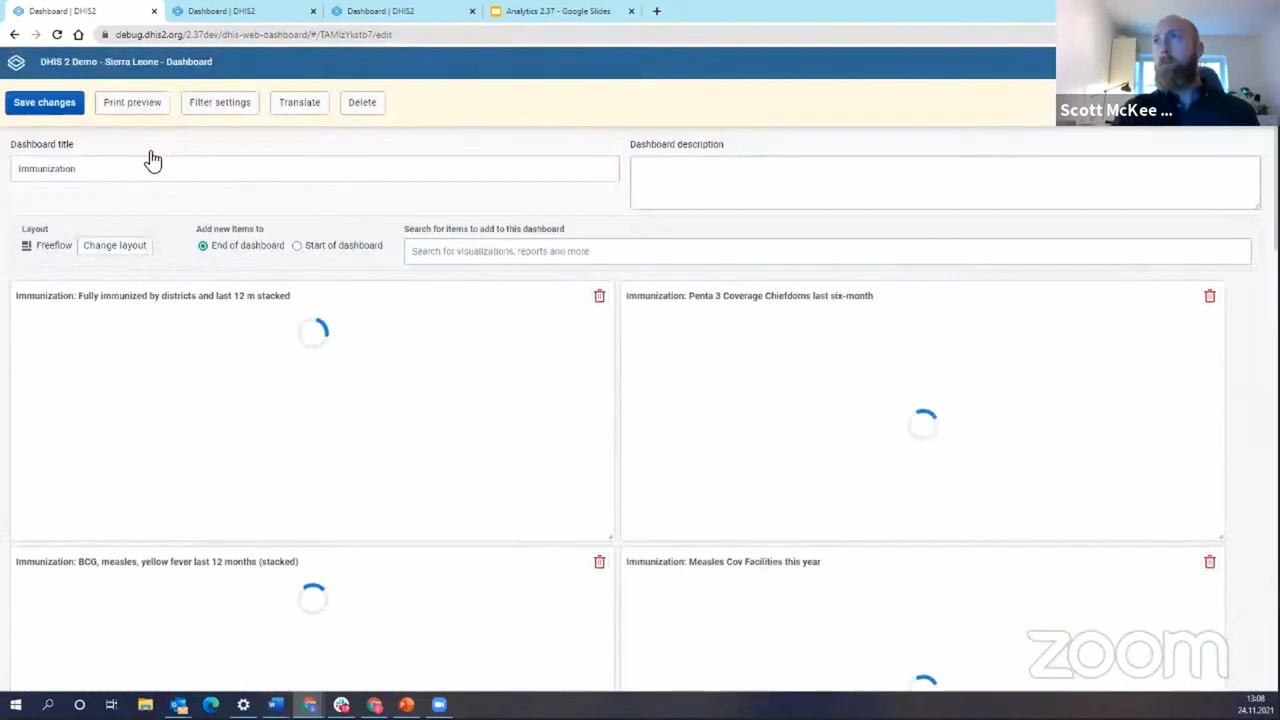 Dashboard | DHIS2
Dashboard | DHIS2
Dashboard | DHIS2
Analytics 2.37 - Google Slides
debug.dhis2.org/2.37dev/dhis-web-dashboard/#/TAMlzYkstb7/edit
DHIS 2 Demo - Sierra Leone - Dashboard
Save changes
Print preview
Filter settings
Translate
Delete
Scott McKee ...
Dashboard title
Dashboard description
Immunization
Layout
Add new items to
Search for items to add to this dashboard
Freeflow
Change layout
End of dashboard
Start of dashboard
Search for visualizations, reports and more
Immunization: Fully immunized by districts and last 12 m stacked
Immunization: Penta 3 Coverage Chiefdoms last six-month
Immunization: BCG, measles, yellow fever last 12 months (stacked)
Immunization: Measles Cov Facilities this year
zoom
13:08
24.11.2021